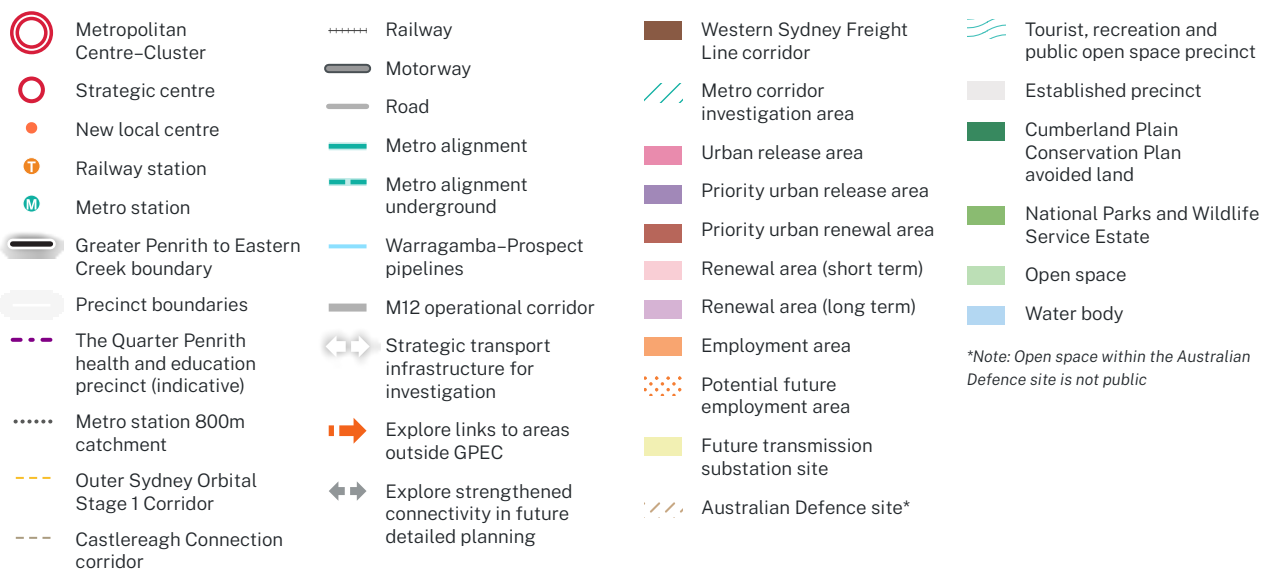 Metropolitan
Centre–Cluster
Strategic centre
New local centre
T
Railway station
M
Metro station
Greater Penrith to Eastern
Creek boundary
Precinct boundaries
The Quarter Penrith
health and education
precinct (indicative)
Metro station 800m
catchment
Outer Sydney Orbital
Stage 1 Corridor
Castlereagh Connection
corridor
Railway
Motorway
Road
Metro alignment
Metro alignment
underground
Warragamba–Prospect
pipelines
M12 operational corridor
Strategic transport
infrastructure for
investigation
Explore links to areas
outside GPEC
Explore strengthened
connectivity in future
detailed planning
Western Sydney Freight
Line corridor
Metro corridor
investigation area
Urban release area
Priority urban release area
Priority urban renewal area
Renewal area (short term)
Renewal area (long term)
Employment area
Potential future
employment area
Future transmission
substation site
Australian Defence site*
Tourist, recreation and
public open space precinct
Established precinct
Cumberland Plain
Conservation Plan
avoided land
National Parks and Wildlife
Service Estate
Open space
Water body
*Note: Open space within the Australian
Defence site is not public